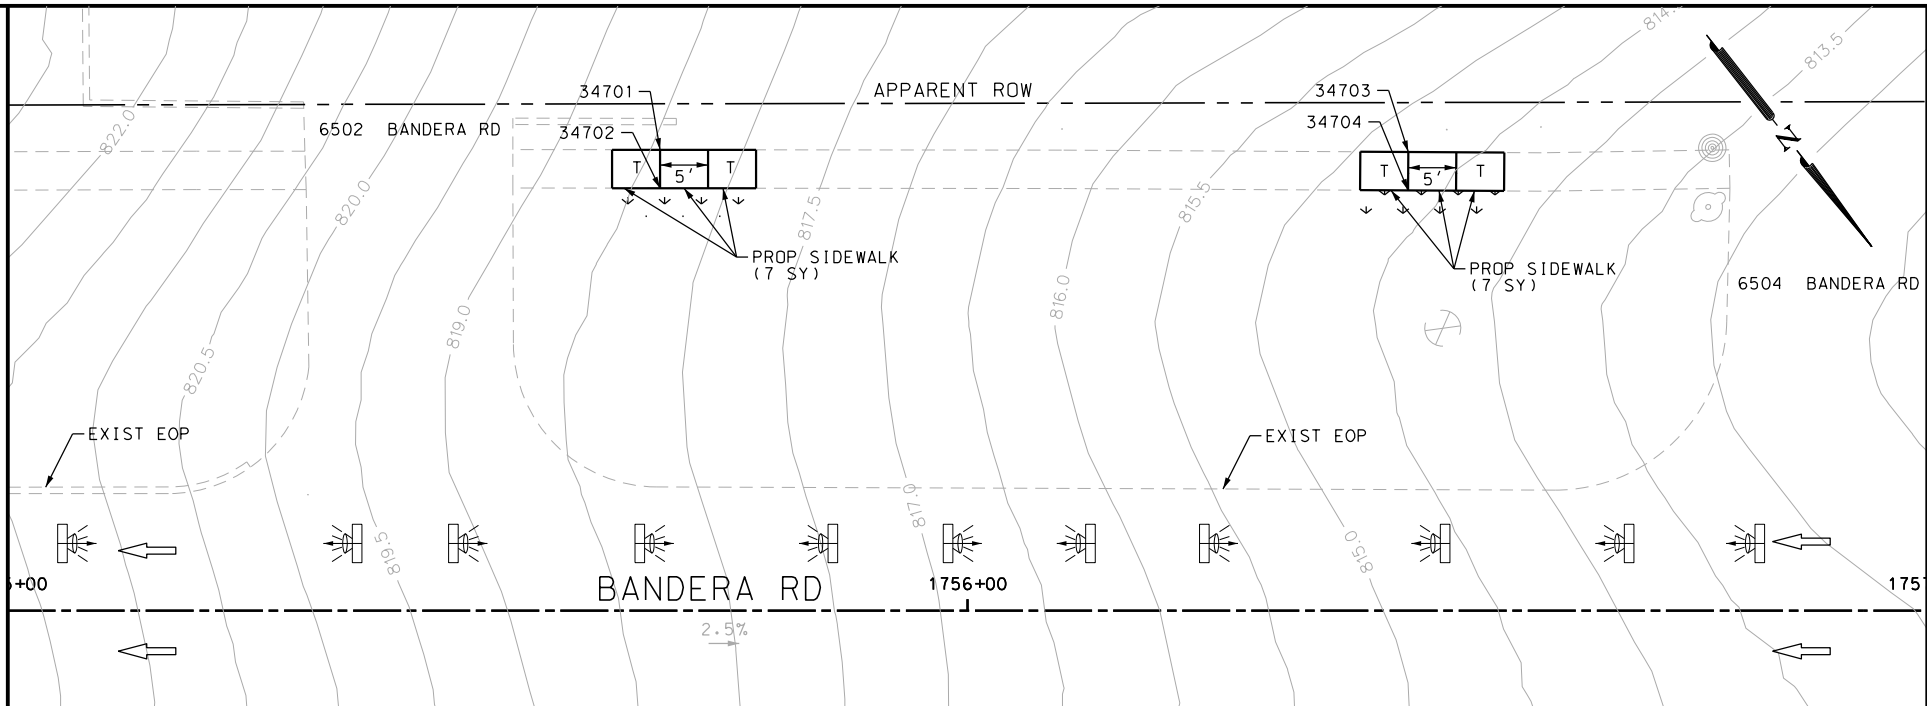 814.
813.5
APPARENT ROW
34701
34703
822.0
6502 BANDERA RD
34702
34704
N
T
5'
T
T
5'
T
820.0
817.5
815.5
PROP SIDEWALK
(7 SY)
PROP SIDEWALK
(7 SY)
6504 BANDERA RD
816.0
819.0
820.5
EXIST EOP
EXIST EOP
817.0
819.5
815.0
+00
BANDERA RD
1756+00
175
2.5%